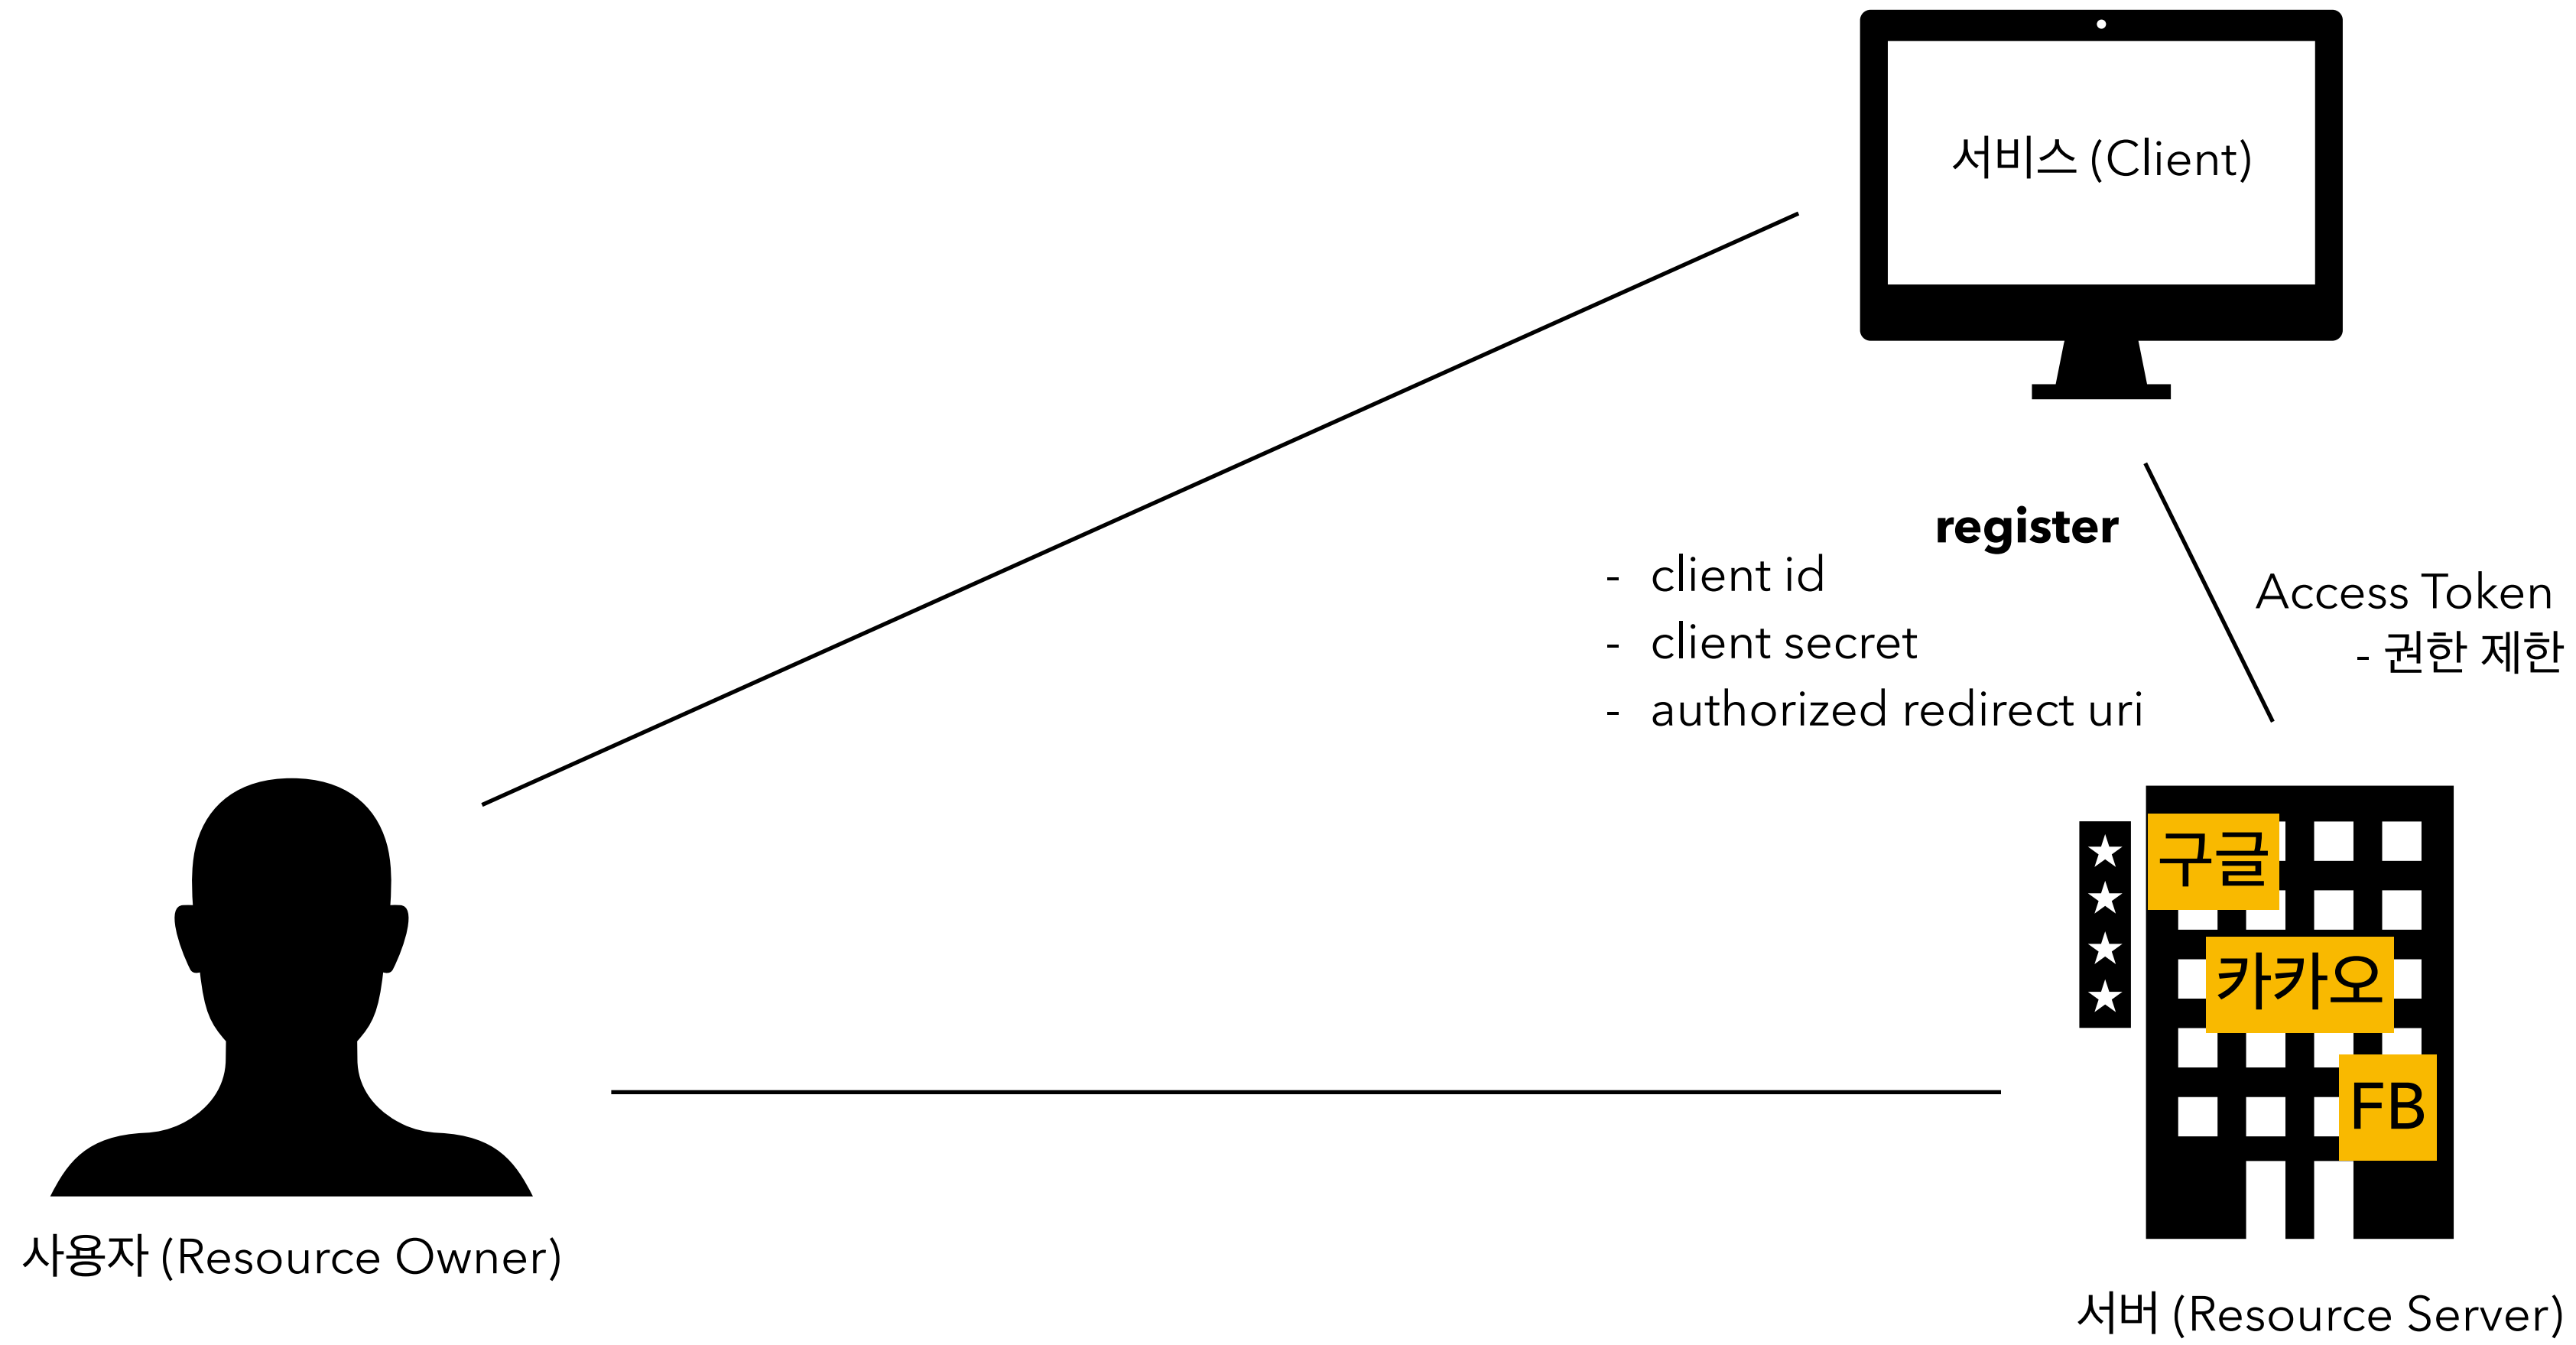 서비스 (Client)
register
- client id
- client secret
- authorized redirect uri
Access Token
- 권한 제한
구글
카카오
FB
사용자 (Resource Owner)
서버 (Resource Server)